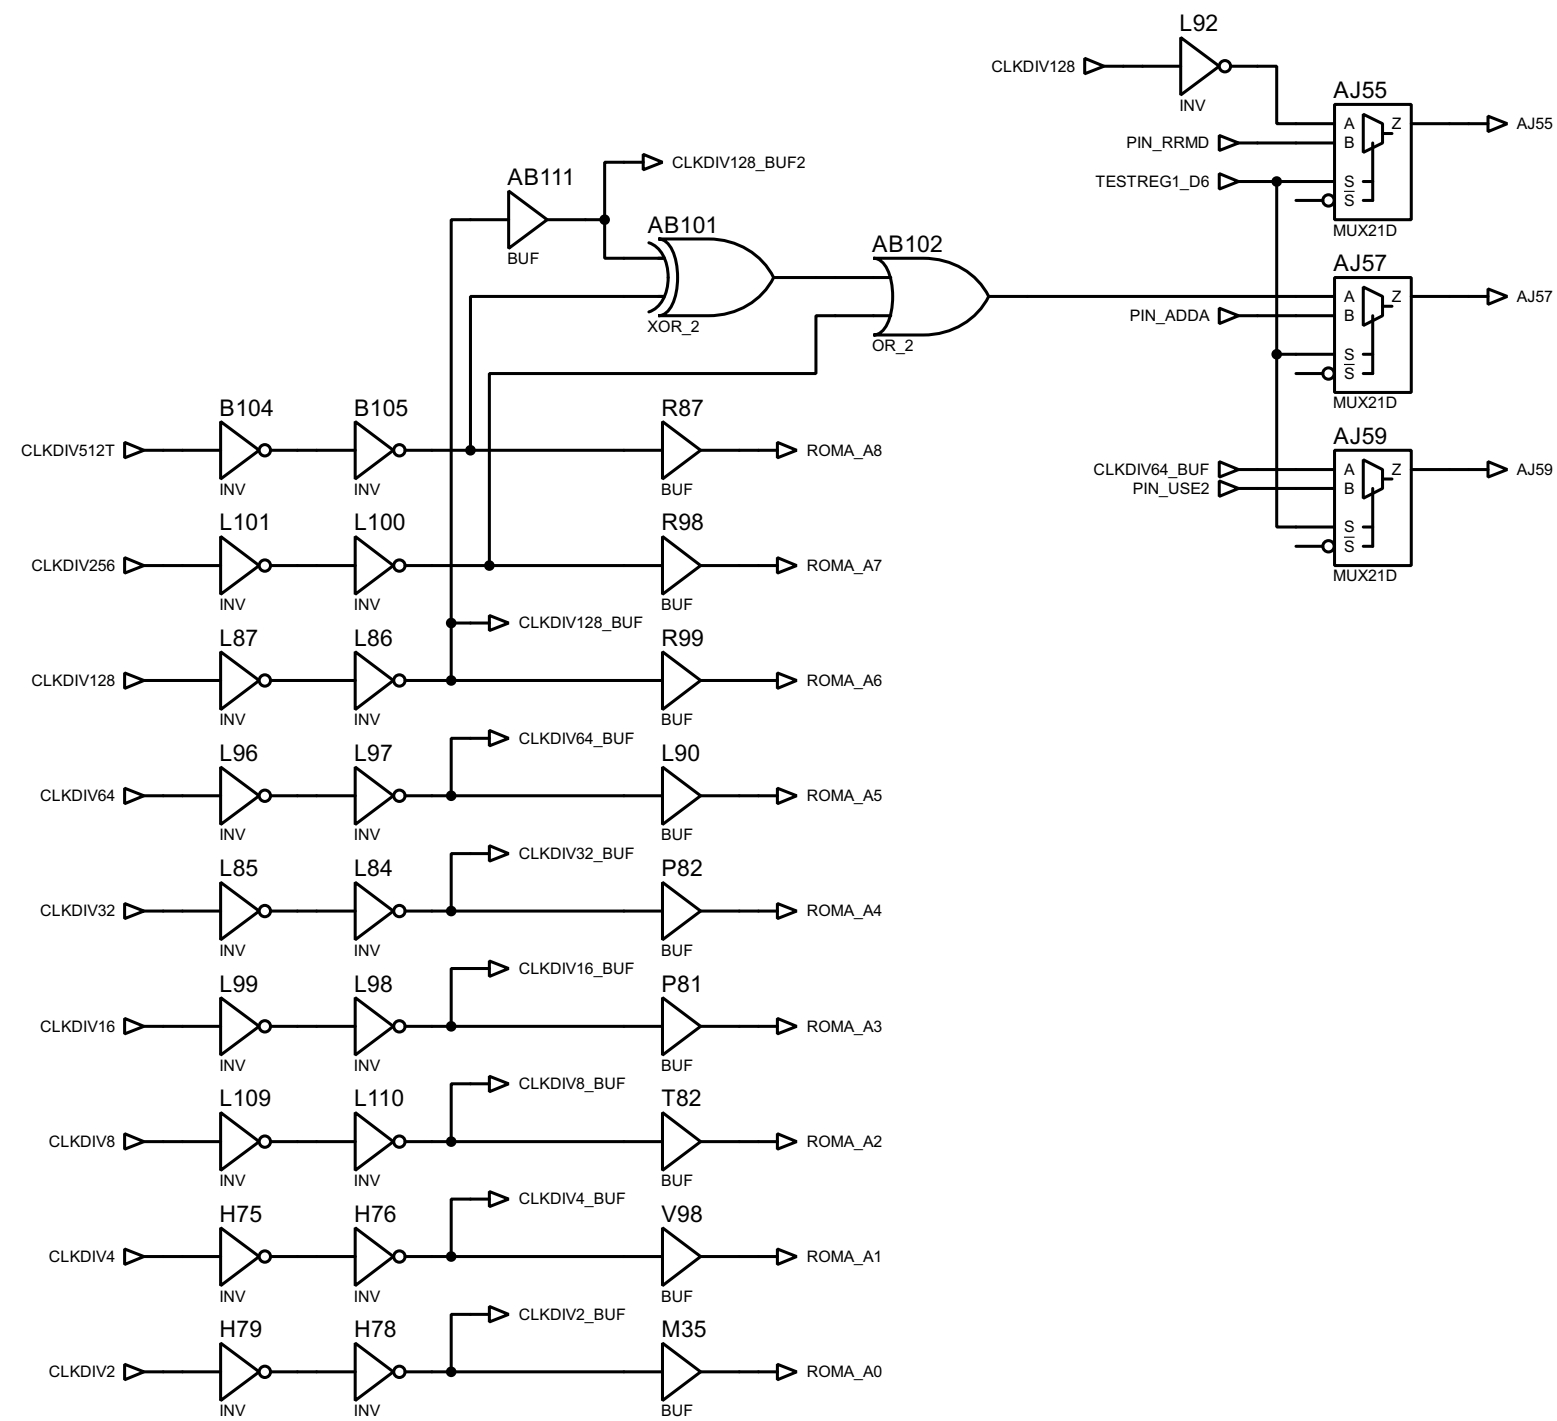 L92
CLKDIV128
INV
AJ55
A Z
B
S
S
MUX21D
AJ55
PIN_RRMD
TESTREG1_D6
CLKDIV128_BUF2
AB111
BUF
AB101
XOR_2
AB102
OR_2
AJ57
A Z
B
S
S
MUX21D
AJ57
PIN_ADDA
AJ59
A Z
B
S
S
MUX21D
AJ59
CLKDIV64_BUF
PIN_USE2
B104 B105 R87
CLKDIV512T ROMA_A8
INV INV BUF
L101 L100 R98
CLKDIV256 ROMA_A7
INV INV BUF
CLKDIV128_BUF
L87 L86 R99
CLKDIV128 ROMA_A6
INV INV BUF
CLKDIV64_BUF
L96 L97 L90
CLKDIV64 ROMA_A5
INV INV BUF
CLKDIV32_BUF
L85 L84 P82
CLKDIV32 ROMA_A4
INV INV BUF
CLKDIV16_BUF
L99 L98 P81
CLKDIV16 ROMA_A3
INV INV BUF
CLKDIV8_BUF
L109 L110 T82
CLKDIV8 ROMA_A2
INV INV BUF
CLKDIV4_BUF
H75 H76 V98
CLKDIV4 ROMA_A1
INV INV BUF
CLKDIV2_BUF
H79 H78 M35
CLKDIV2 ROMA_A0
INV INV BUF